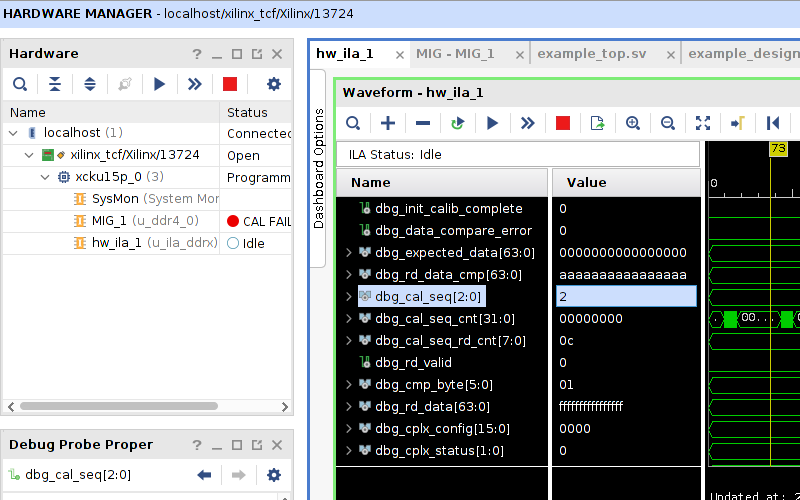 HARDWARE MANAGER - localhost/xilinx_tcf/Xilinx/13724
Hardware
Name Status
localhost (1) Connected
xilinx_tcf/Xilinx/13724 Open
xcku15p_0 (3) Programm
SysMon (System Mor
MIG_1 (u_ddr4_0) CAL FAIL
hw_ila_1 (u_ila_ddrx) Idle
Debug Probe Proper
dbg_cal_seq[2:0]
hw_ila_1 MIG - MIG_1 example_top.sv example_design
Dashboard Options
Waveform - hw_ila_1
ILA Status: Idle
Name Value
dbg_init_calib_complete 0
dbg_data_compare_error 0
dbg_expected_data[63:0] 0000000000000000
dbg_rd_data_cmp[63:0] aaaaaaaaaaaaaaaa
dbg_cal_seq[2:0] 2
dbg_cal_seq_cnt[31:0] 00000000
dbg_cal_seq_rd_cnt[7:0] 0c
dbg_rd_valid 0
dbg_cmp_byte[5:0] 01
dbg_rd_data[63:0] ffffffffffffffff
dbg_cplx_config[15:0] 0000
dbg_cplx_status[1:0] 0
73
0
00...
Updated at: 2